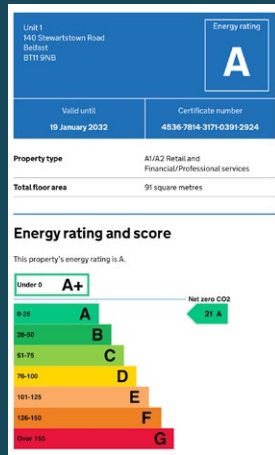 Unit 1
140 Stewartstown Road
Belfast
BT11 9NB
Energy rating
A
Valid until
19 January 2032
Certificate number
4536-7814-3171-0391-2924
Property type
A1/A2 Retail and
Financial/Professional services
Total floor area
91 square metres
Energy rating and score
This property's energy rating is A.
Under 0 A+
Net zero CO2
0-25 A
21 A
26-50 B
51-75 C
76-100 D
101-125 E
126-150 F
Over 150 G